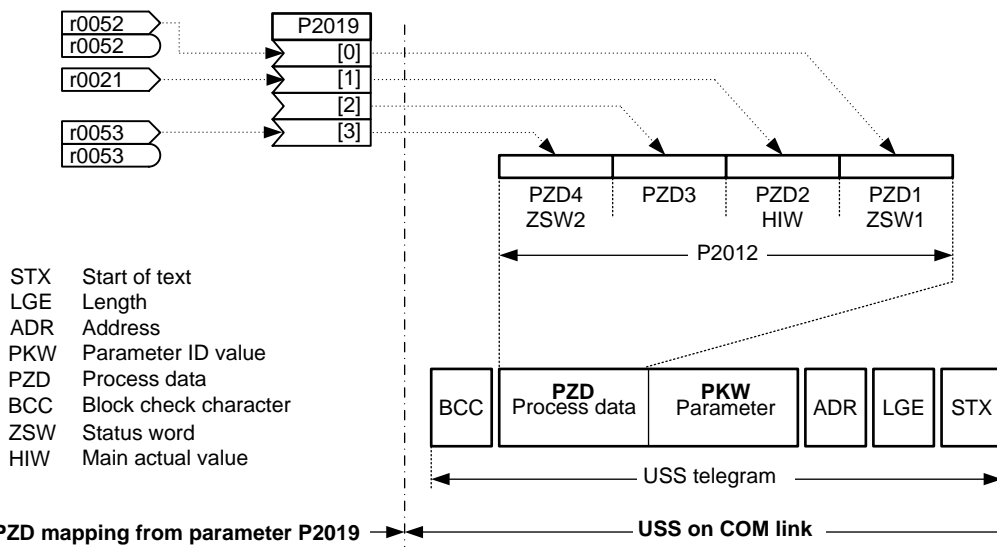 r0052
r0052
r0021
r0053
r0053
P2019
[0]
[1]
[2]
[3]
PZD4 PZD3 PZD2 PZD1
ZSW2 HIW ZSW1
P2012
STX Start of text
LGE Length
ADR Address
PKW Parameter ID value
PZD Process data
BCC Block check character
ZSW Status word
HIW Main actual value
BCC
PZD
Process data
PKW
Parameter
ADR
LGE
STX
USS telegram
PZD mapping from parameter P2019
USS on COM link